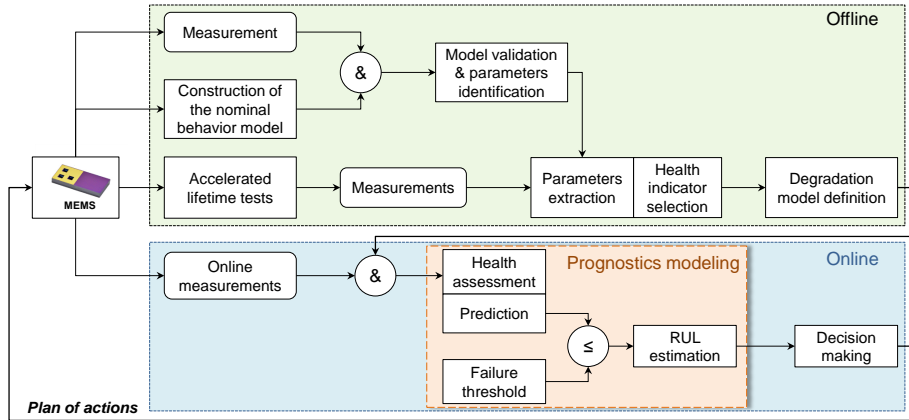 Offline
Measurement
&
Model validation
& parameters
identification
Construction of
the nominal
behavior model
MEMS
Accelerated
lifetime tests
Measurements
Parameters
extraction
Health
indicator
selection
Degradation
model definition
Online
measurements
&
Prognostics modeling
Online
Health
assessment
Prediction
≤
RUL
estimation
Decision
making
Failure
threshold
Plan of actions